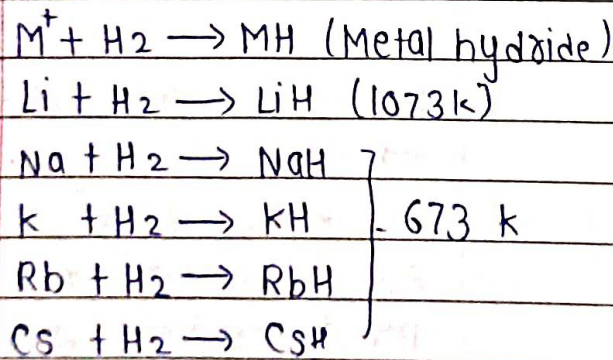 M⁺ + H2 → MH (Metal hydride)
Li + H2 → LiH (1073k)
Na + H2 → NaH
k + H2 → kH - 673 k
Rb + H2 → RbH
Cs + H2 → CsH